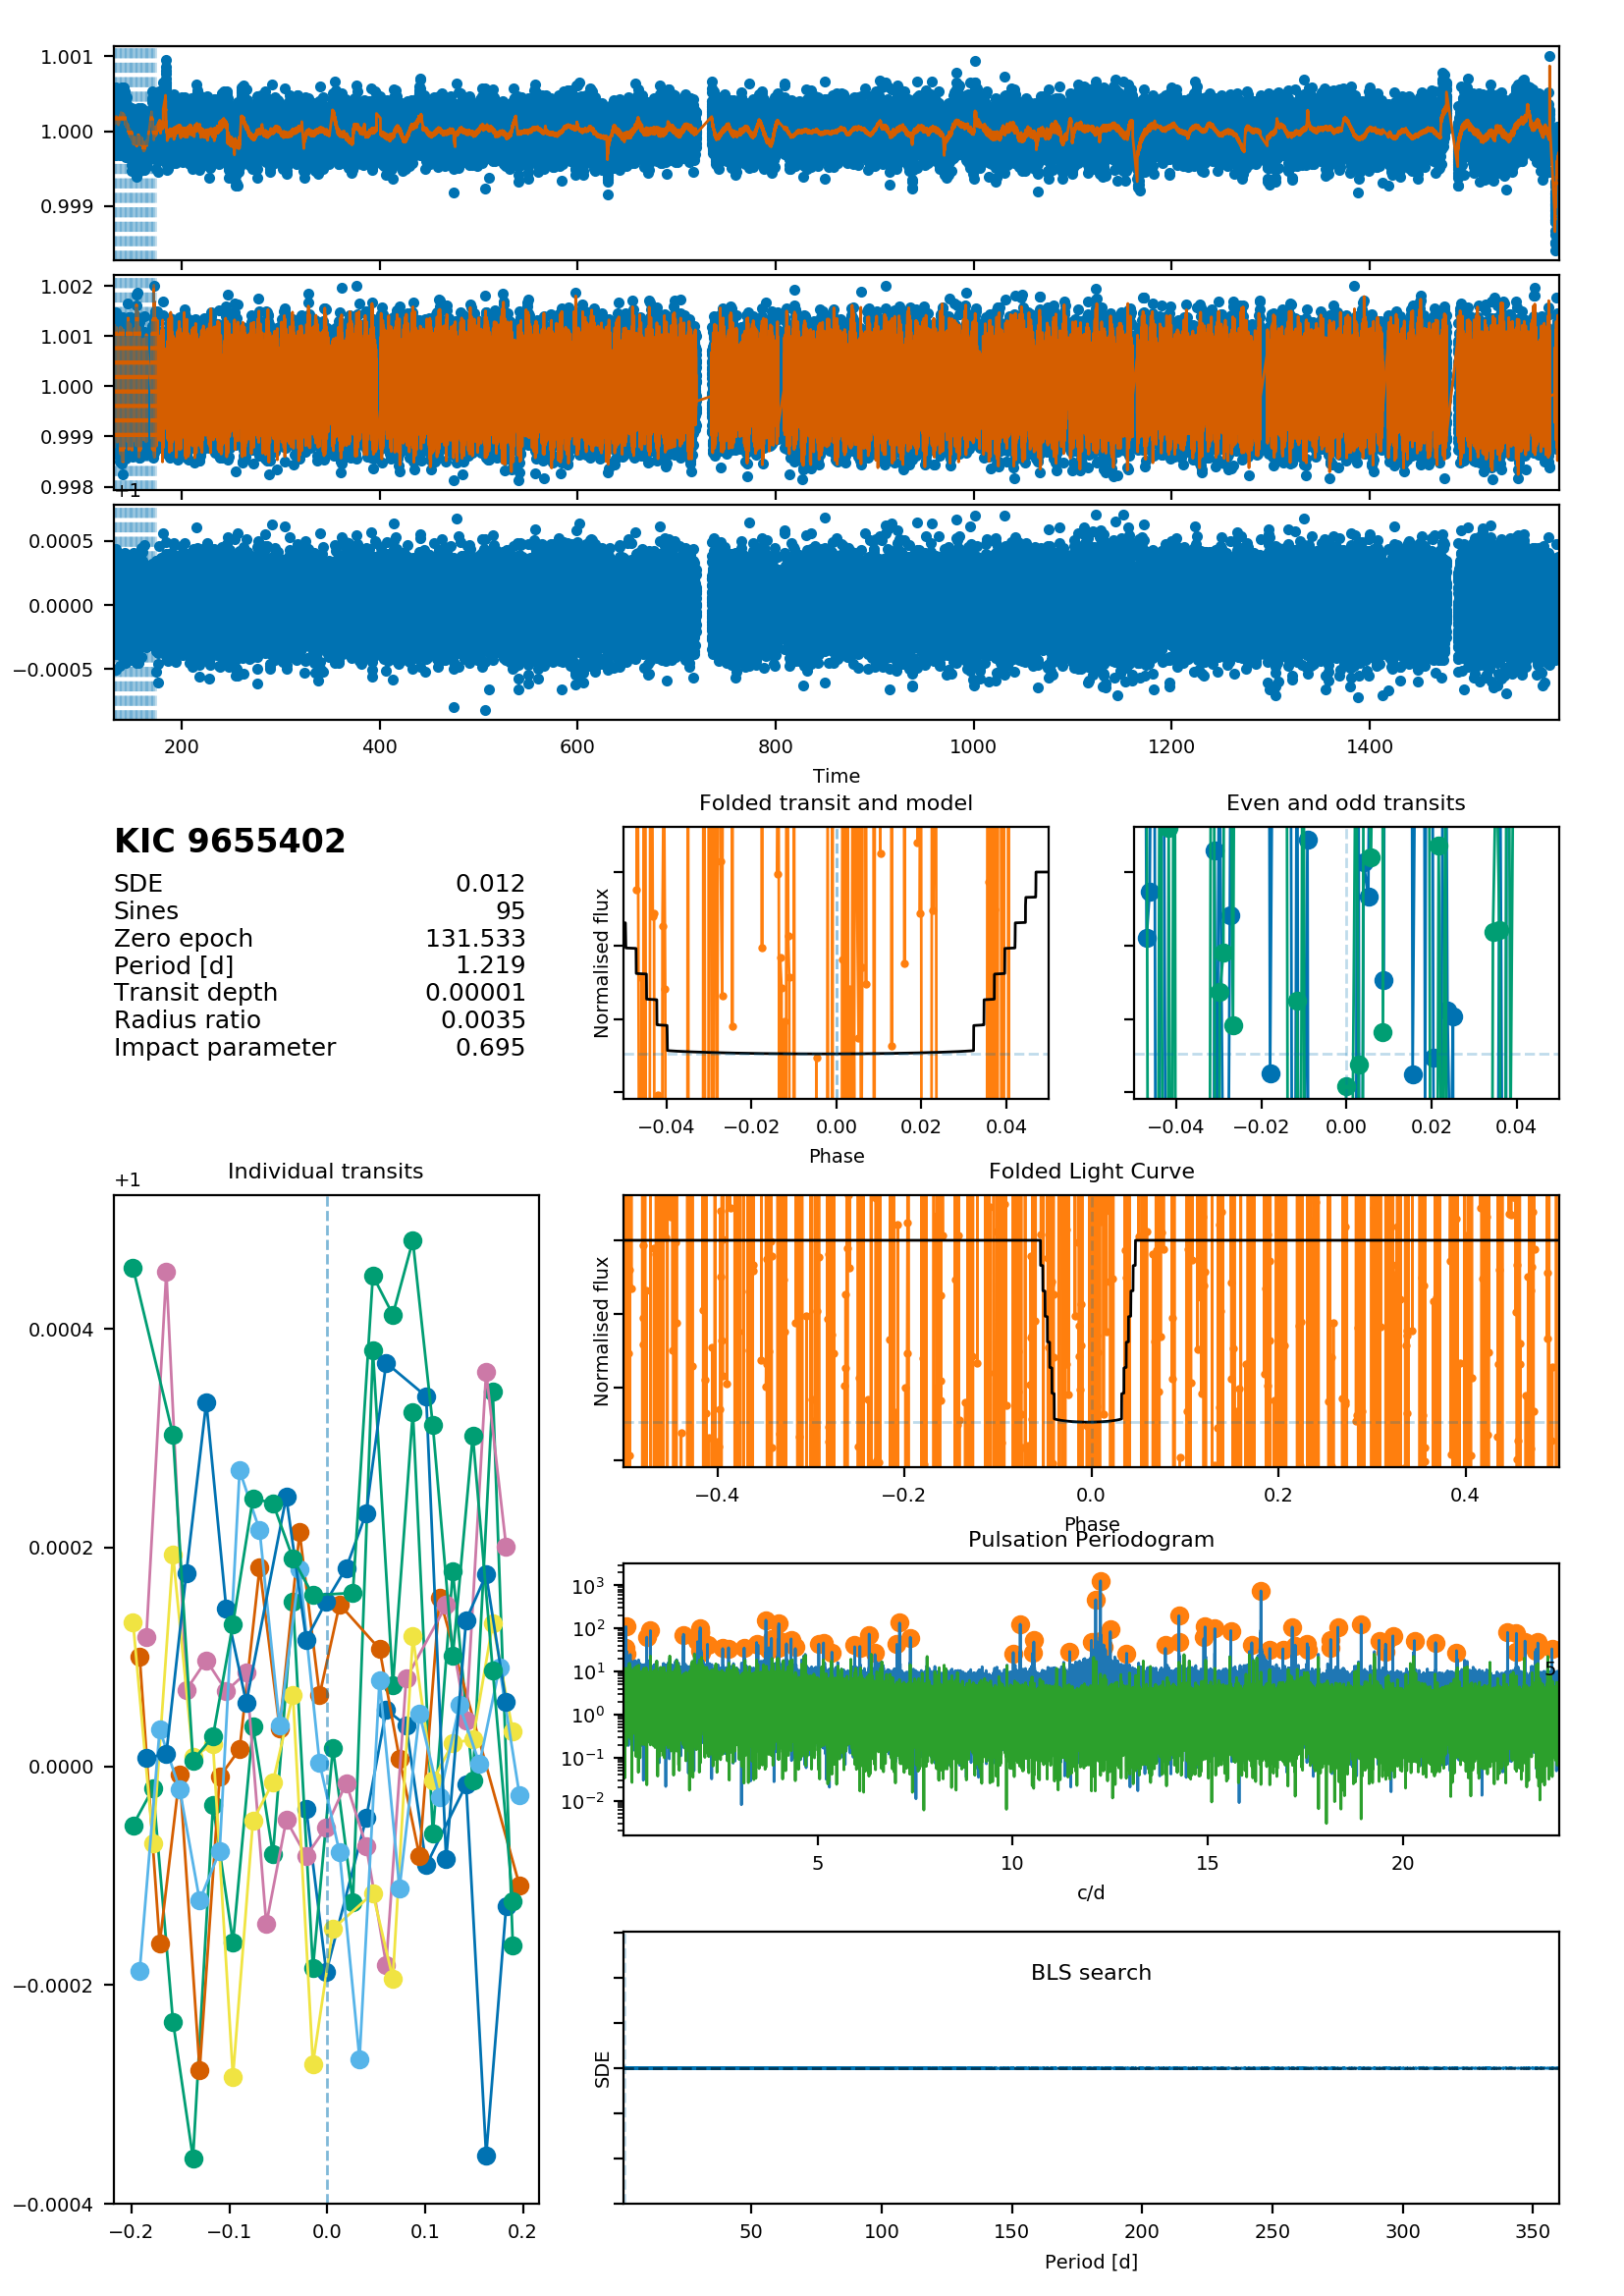 1.001
1.000
0.999
1.002
1.001
1.000
0.999
0.998
+1
0.0005
0.0000
−0.0005
200 400 600 800 1000 1200 1400
Time
KIC 9655402
SDE 0.012
Sines 95
Zero epoch 131.533
Period [d] 1.219
Transit depth 0.00001
Radius ratio 0.0035
Impact parameter 0.695
Folded transit and model
Normalised flux
−0.04 −0.02 0.00 0.02 0.04
Phase
Even and odd transits
−0.04 −0.02 0.00 0.02 0.04
Individual transits
+1
0.0004
0.0002
0.0000
−0.0002
−0.0004
−0.2 −0.1 0.0 0.1 0.2
Folded Light Curve
Normalised flux
−0.4 −0.2 0.0 0.2 0.4
Phase
Pulsation Periodogram
10³
10²
10¹
10⁰
10⁻¹
10⁻²
5
5 10 15 20
c/d
BLS search
SDE
50 100 150 200 250 300 350
Period [d]